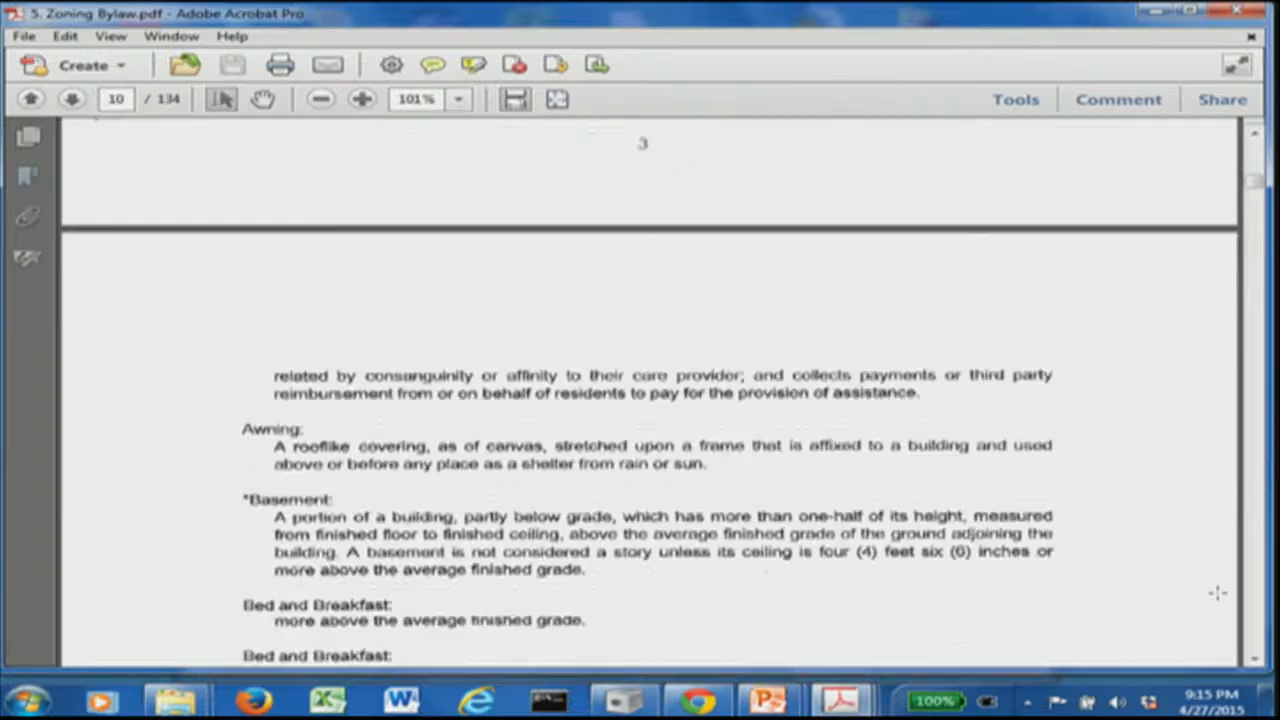 5. Zoning Bylaw.pdf - Adobe Acrobat Pro
File Edit View Window Help
Create
10 / 134 101% Tools Comment Share
3
related by consanguinity or affinity to their care provider; and collects payments or third party
reimbursement from or on behalf of residents to pay for the provision of assistance.
Awning:
A rooflike covering, as of canvas, stretched upon a frame that is affixed to a building and used
above or before any place as a shelter from rain or sun.
*Basement:
A portion of a building, partly below grade, which has more than one-half of its height, measured
from finished floor to finished ceiling, above the average finished grade of the ground adjoining the
building. A basement is not considered a story unless its ceiling is four (4) feet six (6) inches or
more above the average finished grade.
Bed and Breakfast:
more above the average finished grade.
Bed and Breakfast:
100% 9:15 PM
4/27/2015